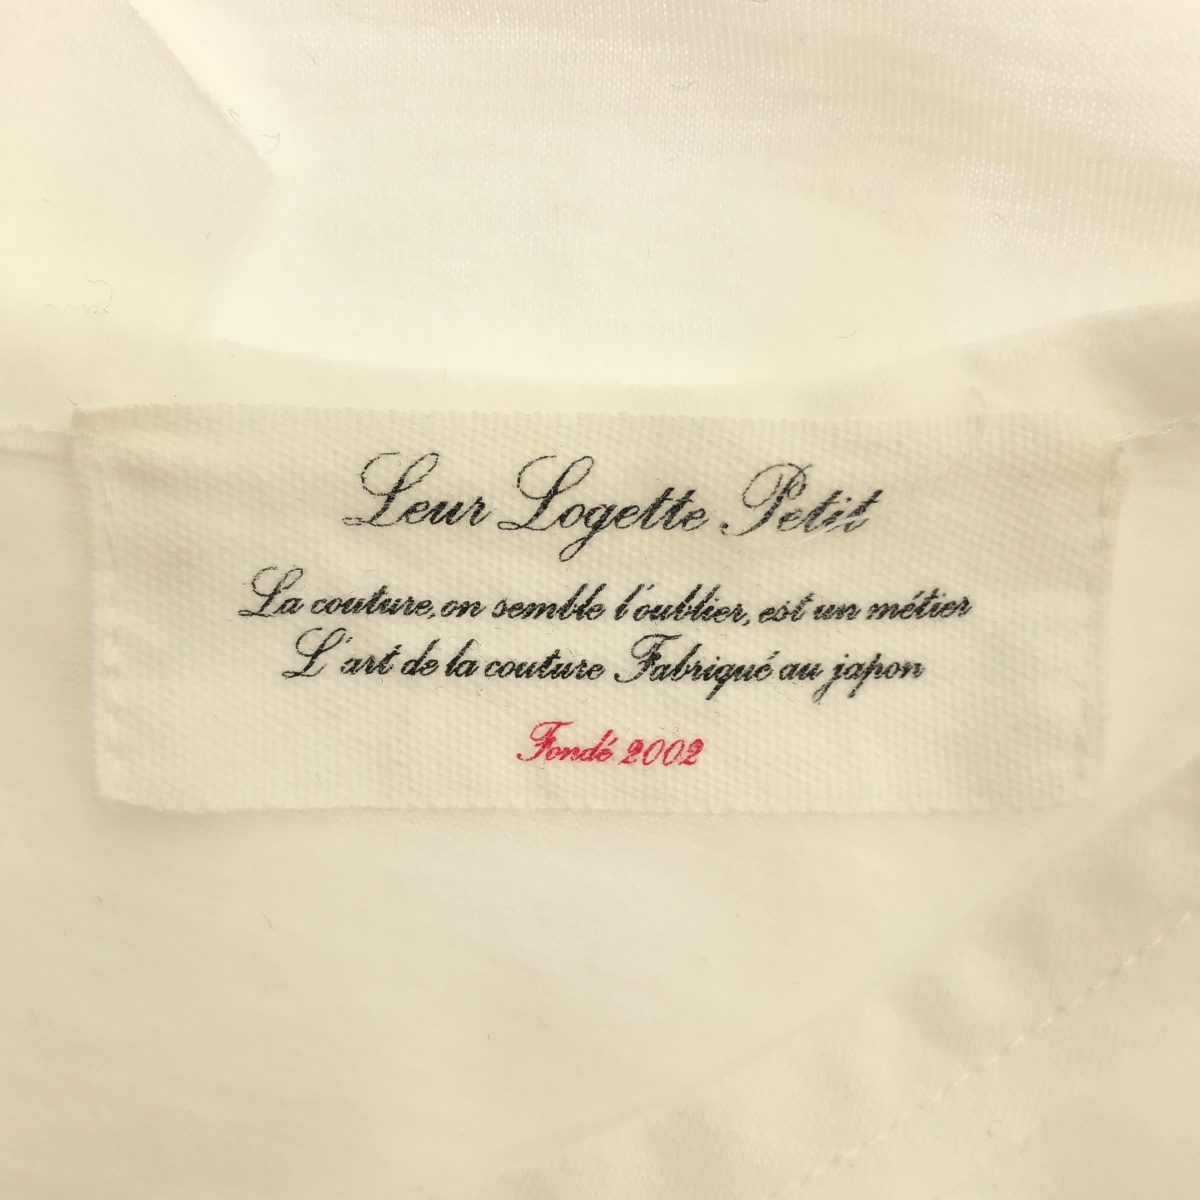 Leur Logette Petit
La couture, on semble l'oublier, est un métier
L'art de la couture Fabriqué au japon
Fondé 2002